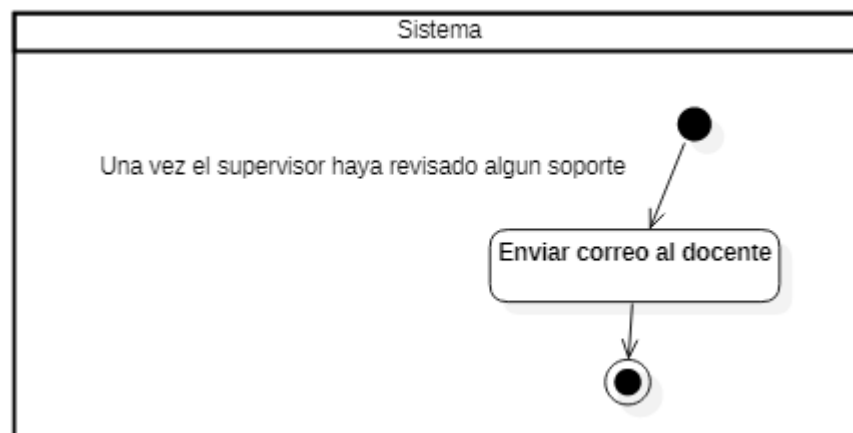 Sistema
Una vez el supervisor haya revisado algun soporte
Enviar correo al docente